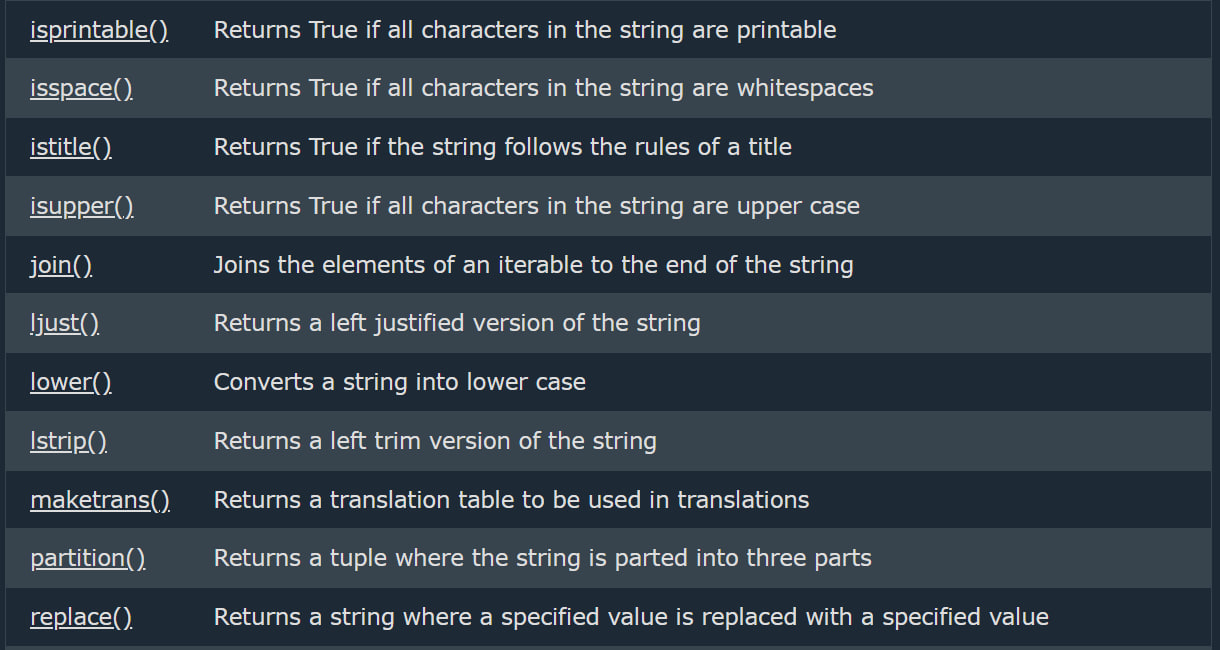 isprintable() Returns True if all characters in the string are printable
isspace() Returns True if all characters in the string are whitespaces
istitle() Returns True if the string follows the rules of a title
isupper() Returns True if all characters in the string are upper case
join() Joins the elements of an iterable to the end of the string
ljust() Returns a left justified version of the string
lower() Converts a string into lower case
lstrip() Returns a left trim version of the string
maketrans() Returns a translation table to be used in translations
partition() Returns a tuple where the string is parted into three parts
replace() Returns a string where a specified value is replaced with a specified value